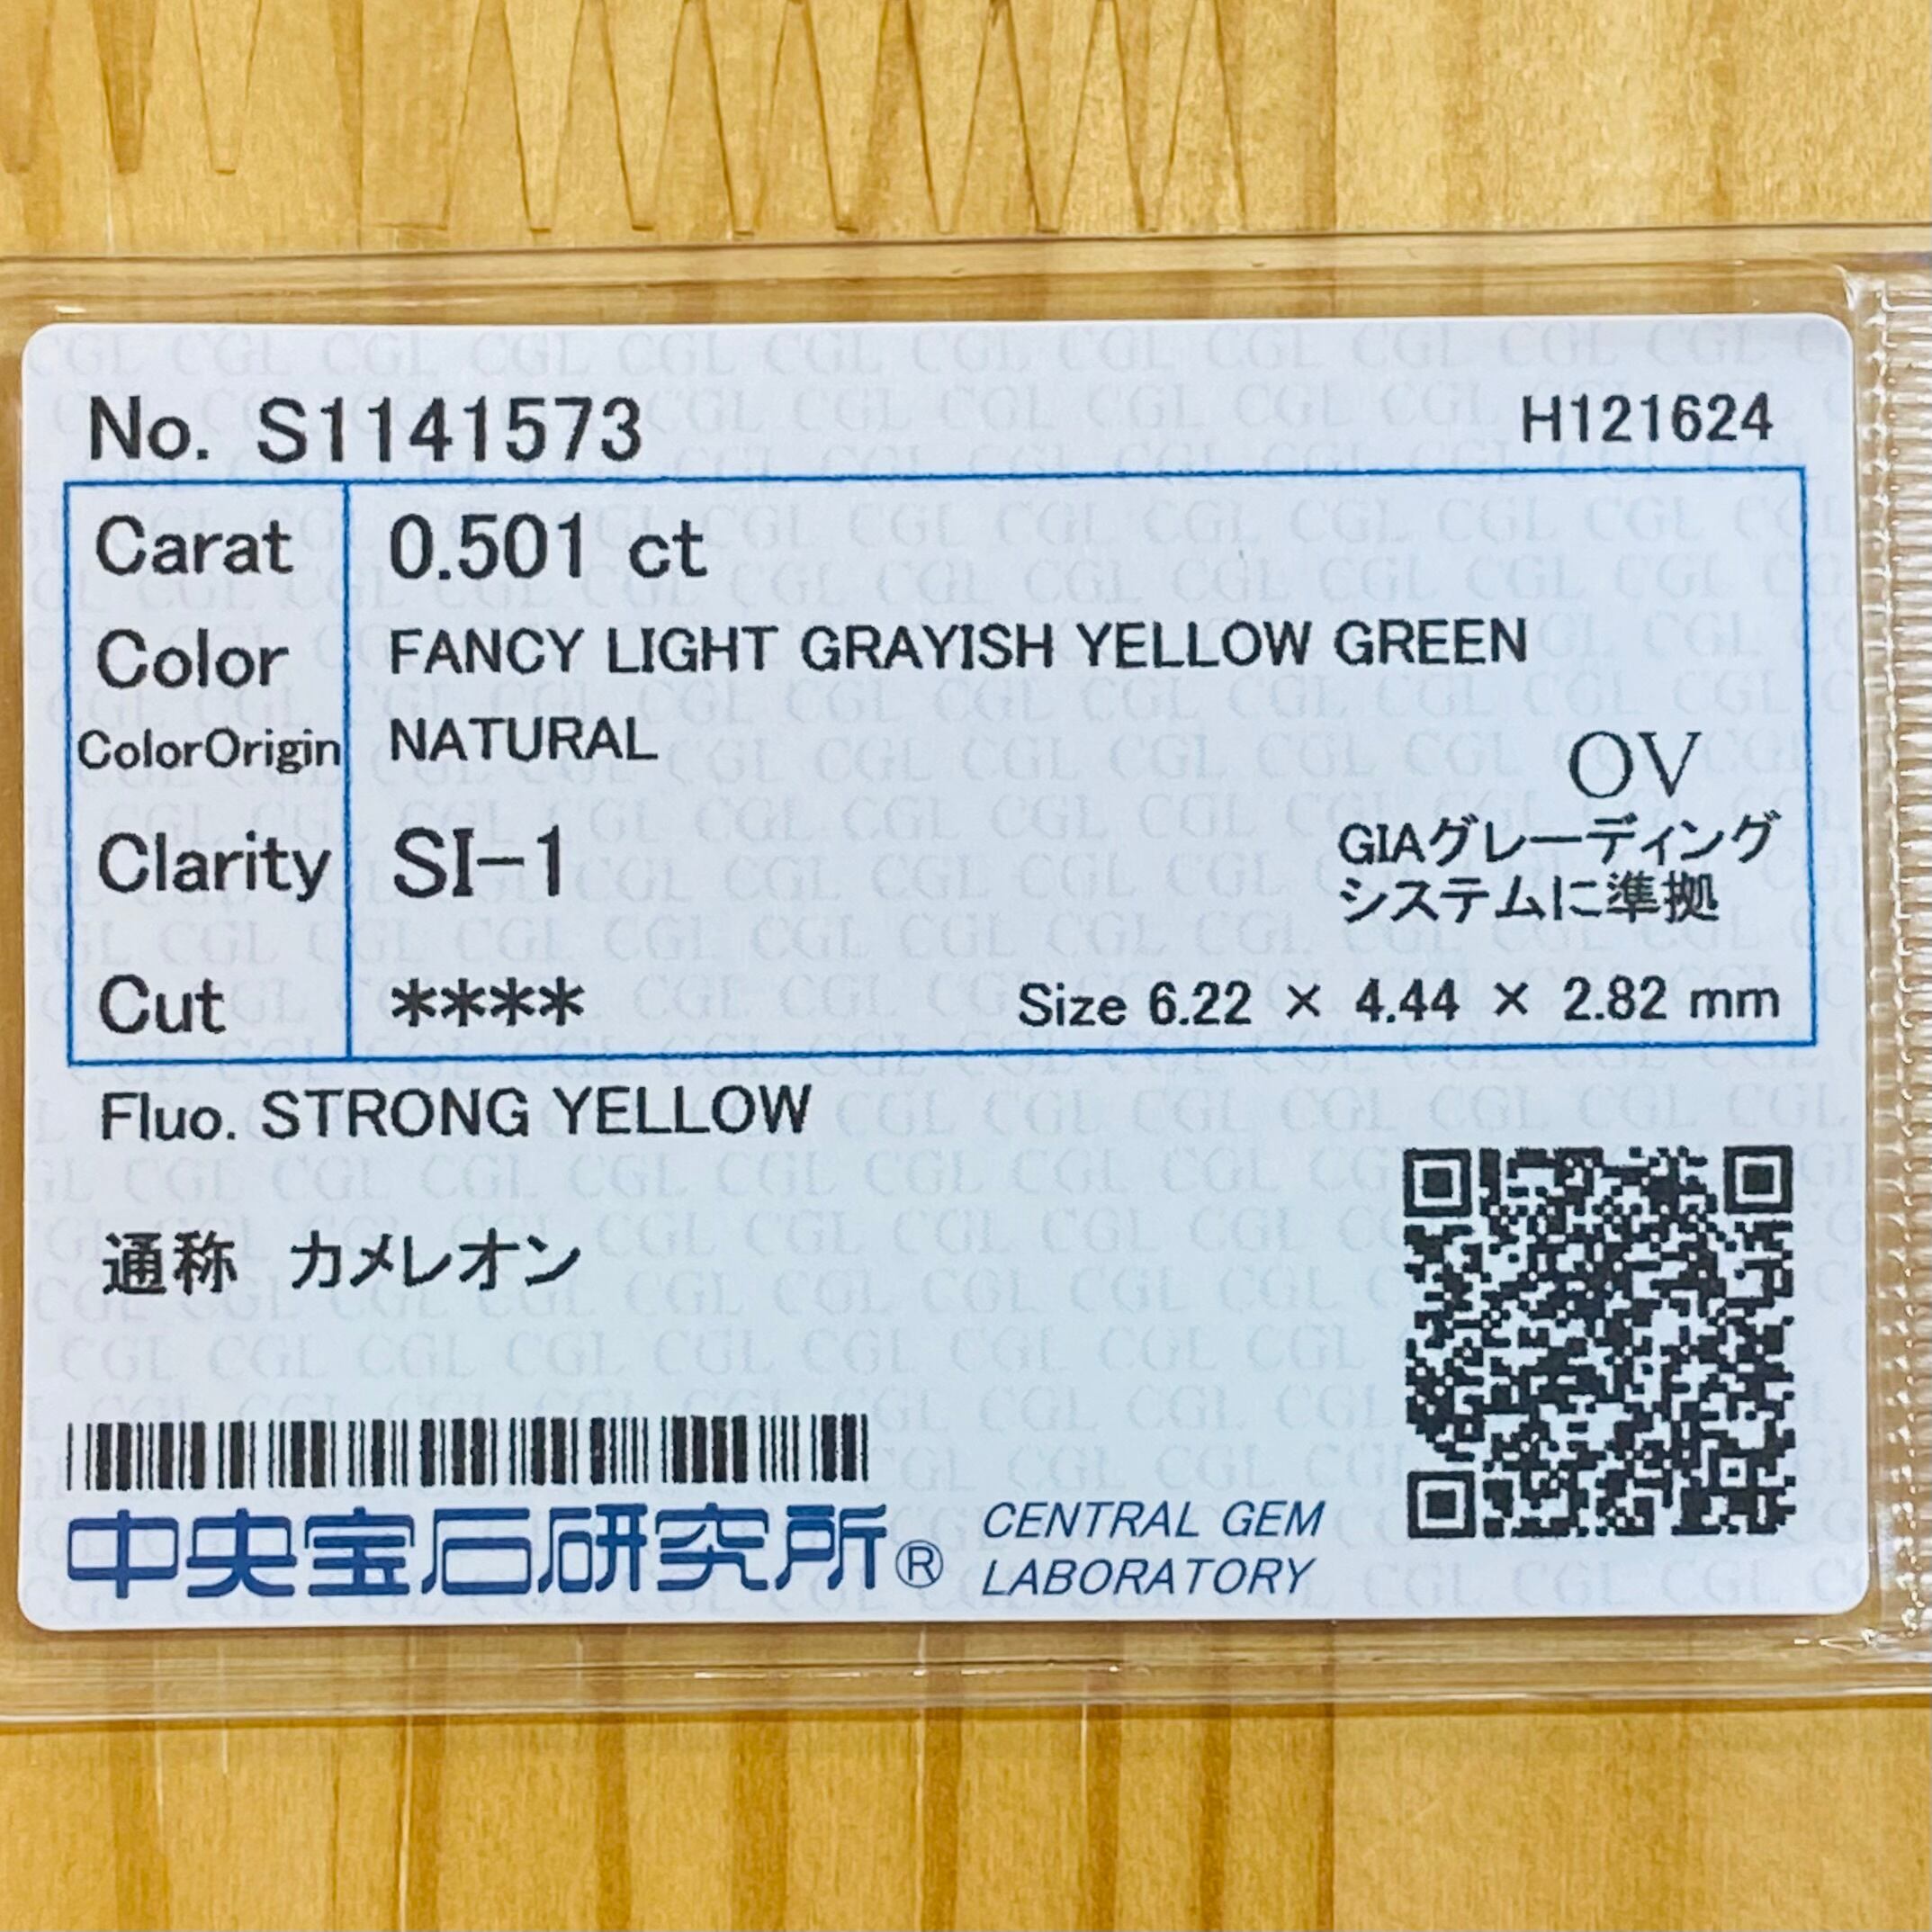 No. S1141573 H121624
Carat 0.501 ct
Color FANCY LIGHT GRAYISH YELLOW GREEN
ColorOrigin NATURAL
OV
Clarity SI-1
GIAグレーディング
システムに準拠
Cut ****
Size 6.22 × 4.44 × 2.82 mm
Fluo. STRONG YELLOW
通称 カメレオン
中央宝石研究所®
CENTRAL GEM
LABORATORY